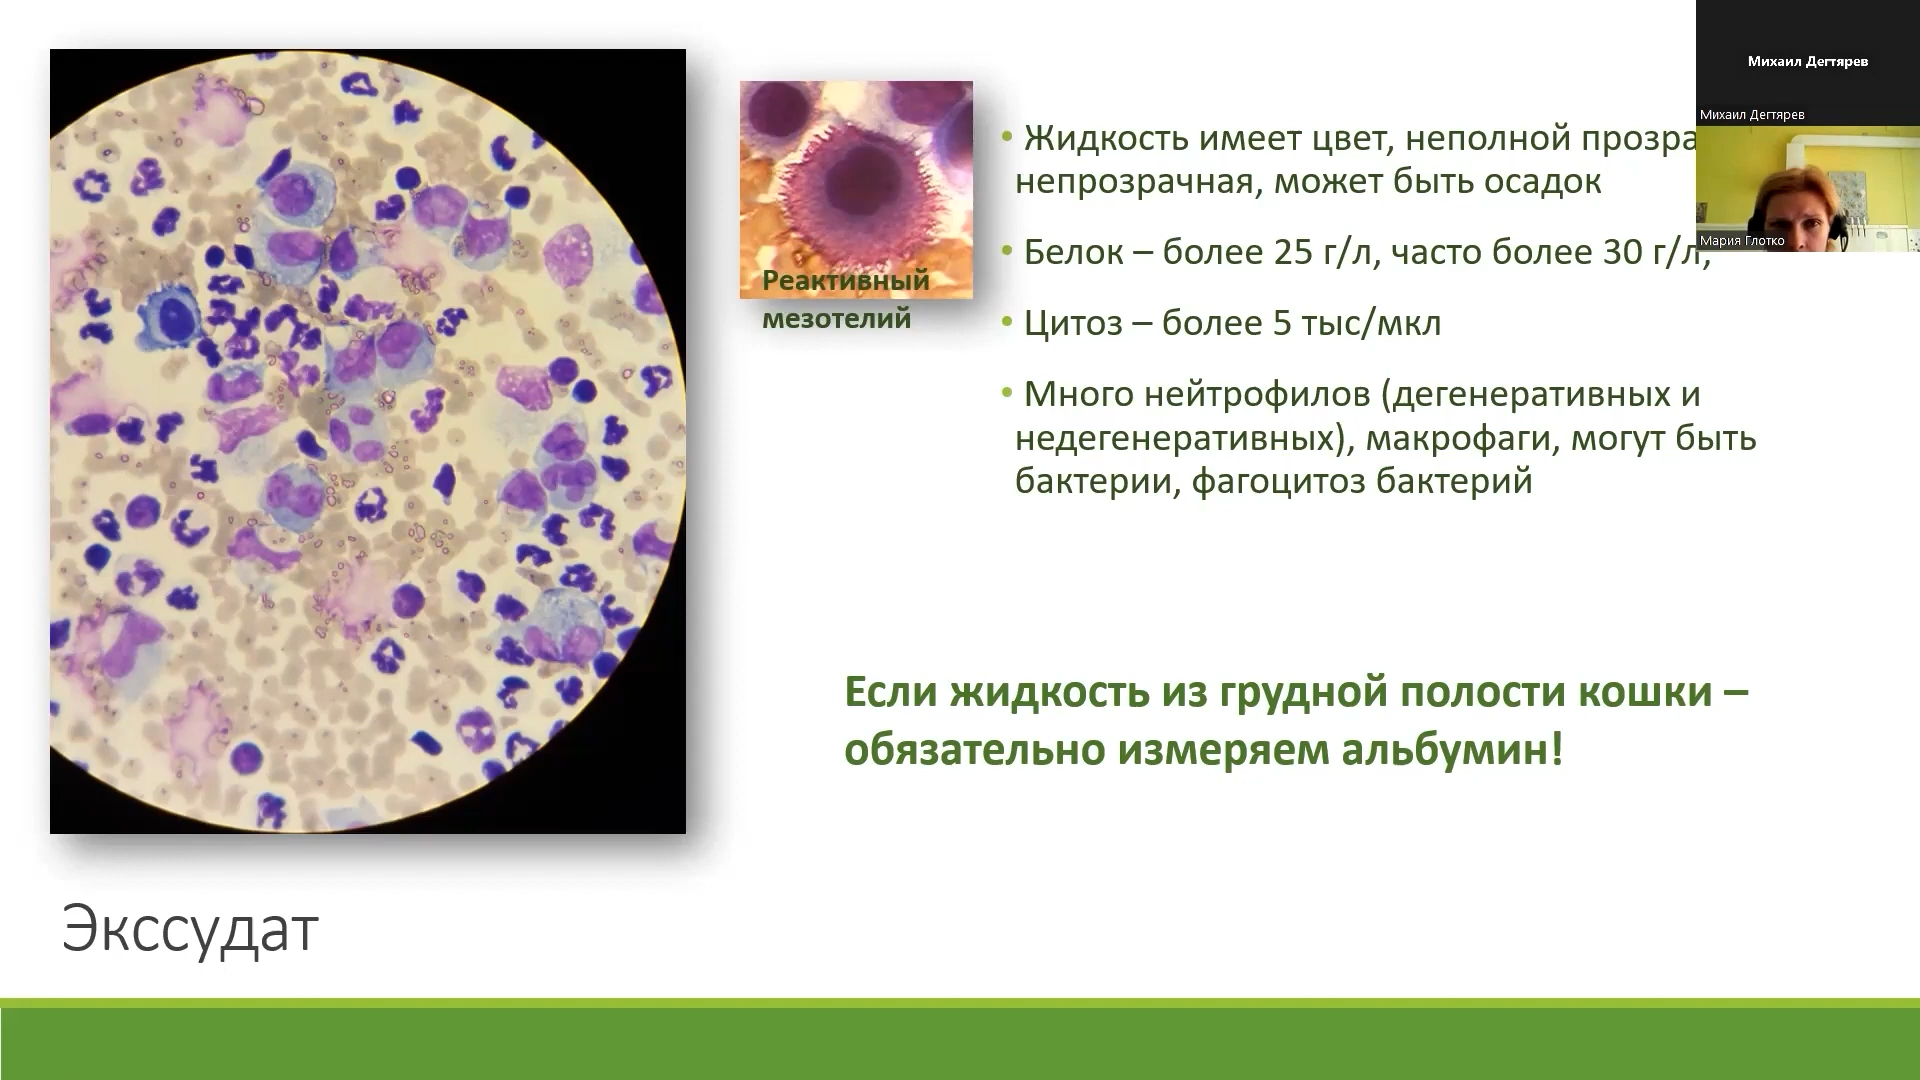 Михаил Дегтярев
Михаил Дегтярев
Мария Глотко
• Жидкость имеет цвет, неполной
непрозрачная, может быть осадок
• Белок – более 25 г/л, часто более 30 г/л,
• Цитоз – более 5 тыс/мкл
• Много нейтрофилов (дегенеративных и
недегенеративных), макрофаги, могут быть
бактерии, фагоцитоз бактерий
Реактивный
мезотелий
Если жидкость из грудной полости кошки –
обязательно измеряем альбумин!
Экссудат